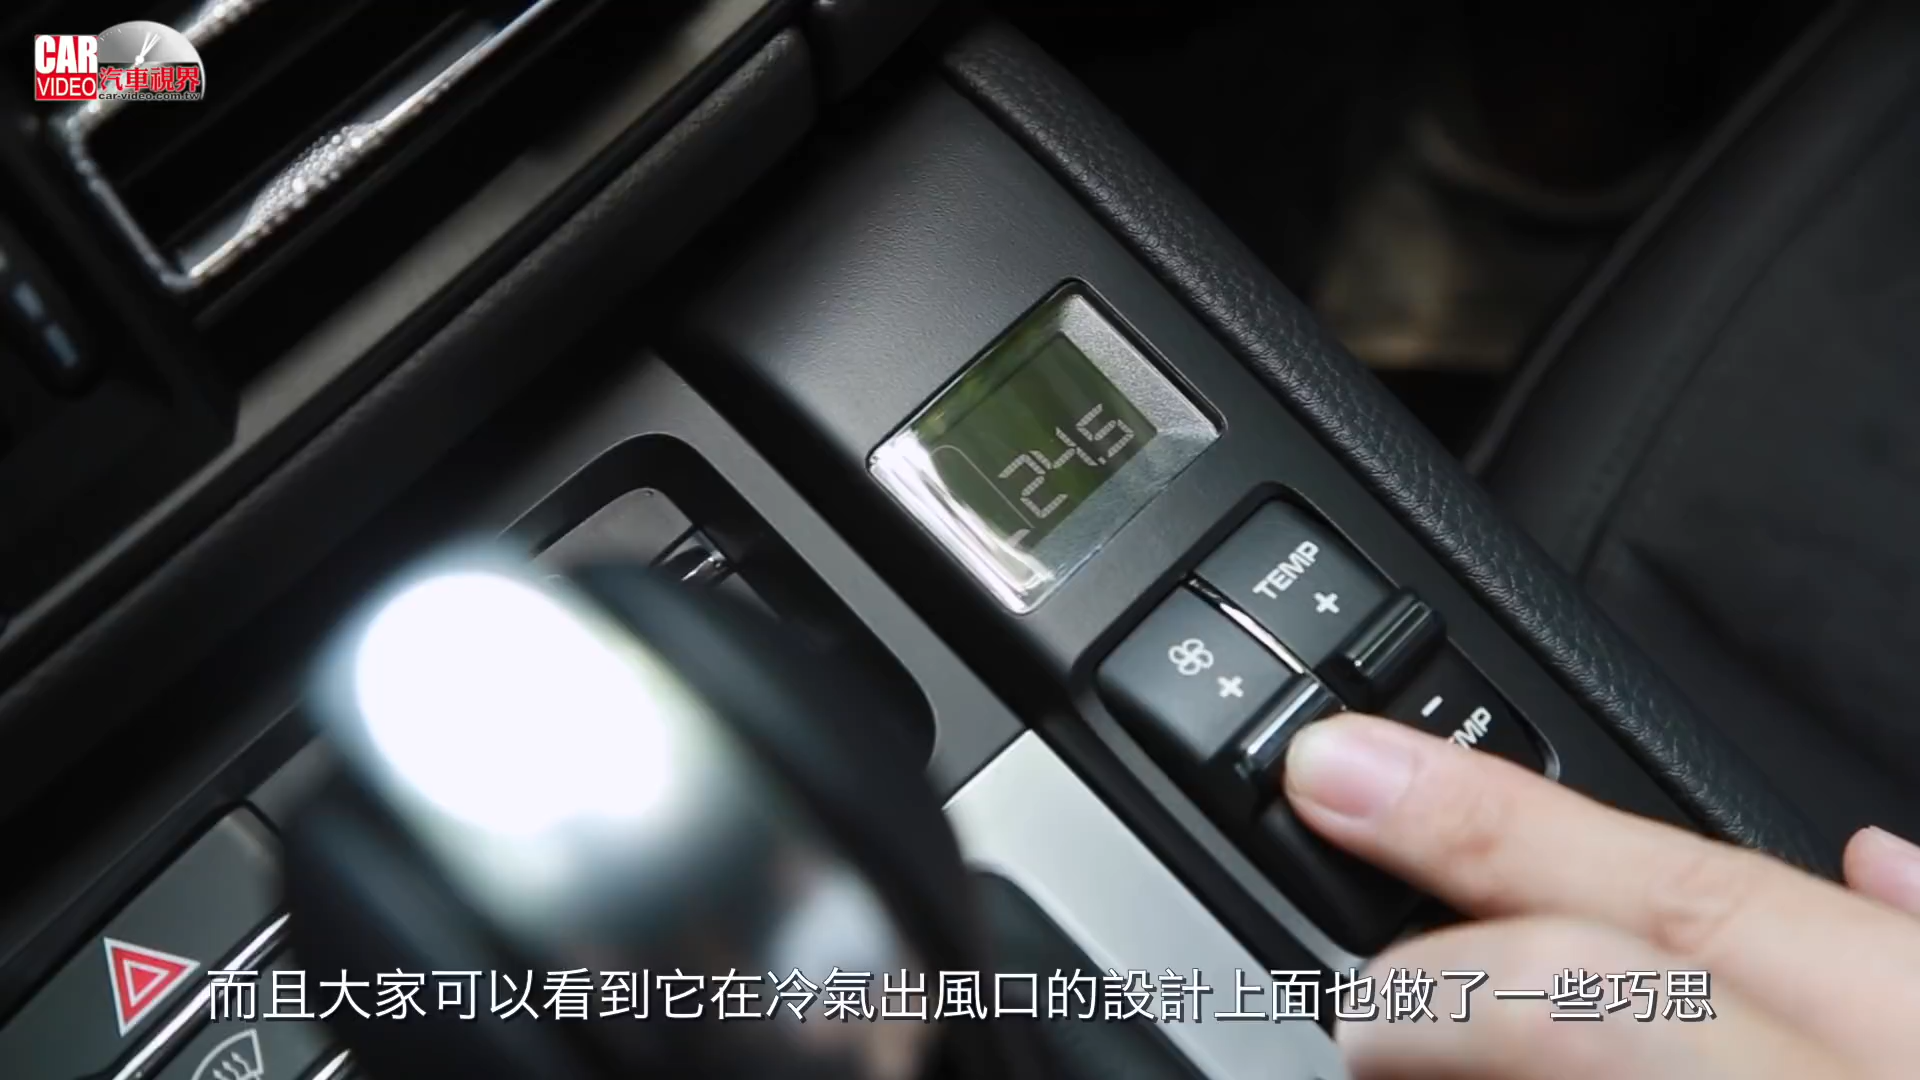 CAR
VIDEO 汽車視界
car-video.com.tw
24.5
TEMP
+
+
-
而且大家可以看到它在冷氣出風口的設計上面也做了一些巧思